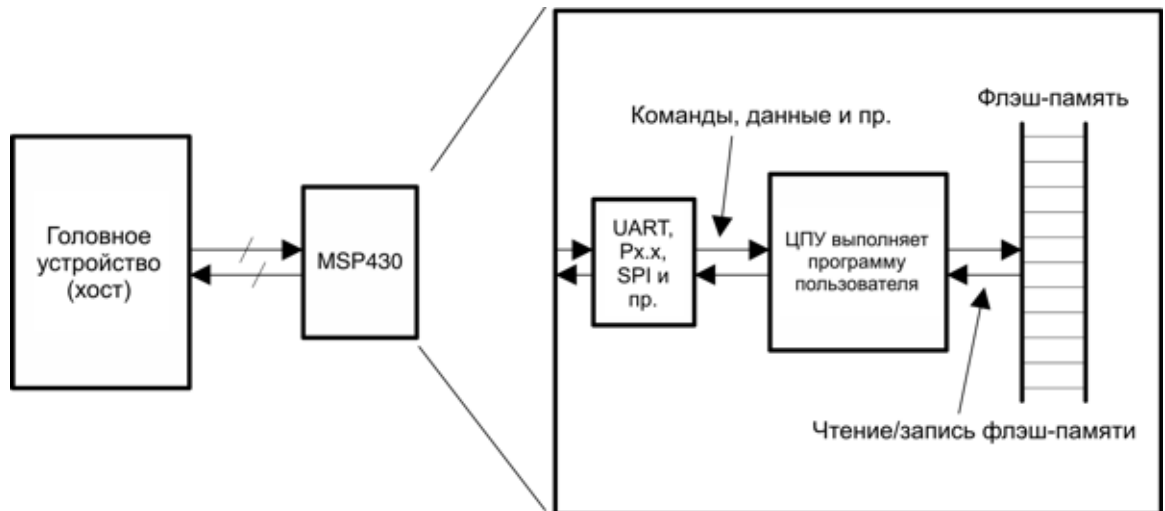 Головное
устройство
(хост)
MSP430
Команды, данные и пр.
Флэш-память
UART,
Px.x,
SPI и
пр.
ЦПУ выполняет
программу
пользователя
Чтение/запись флэш-памяти